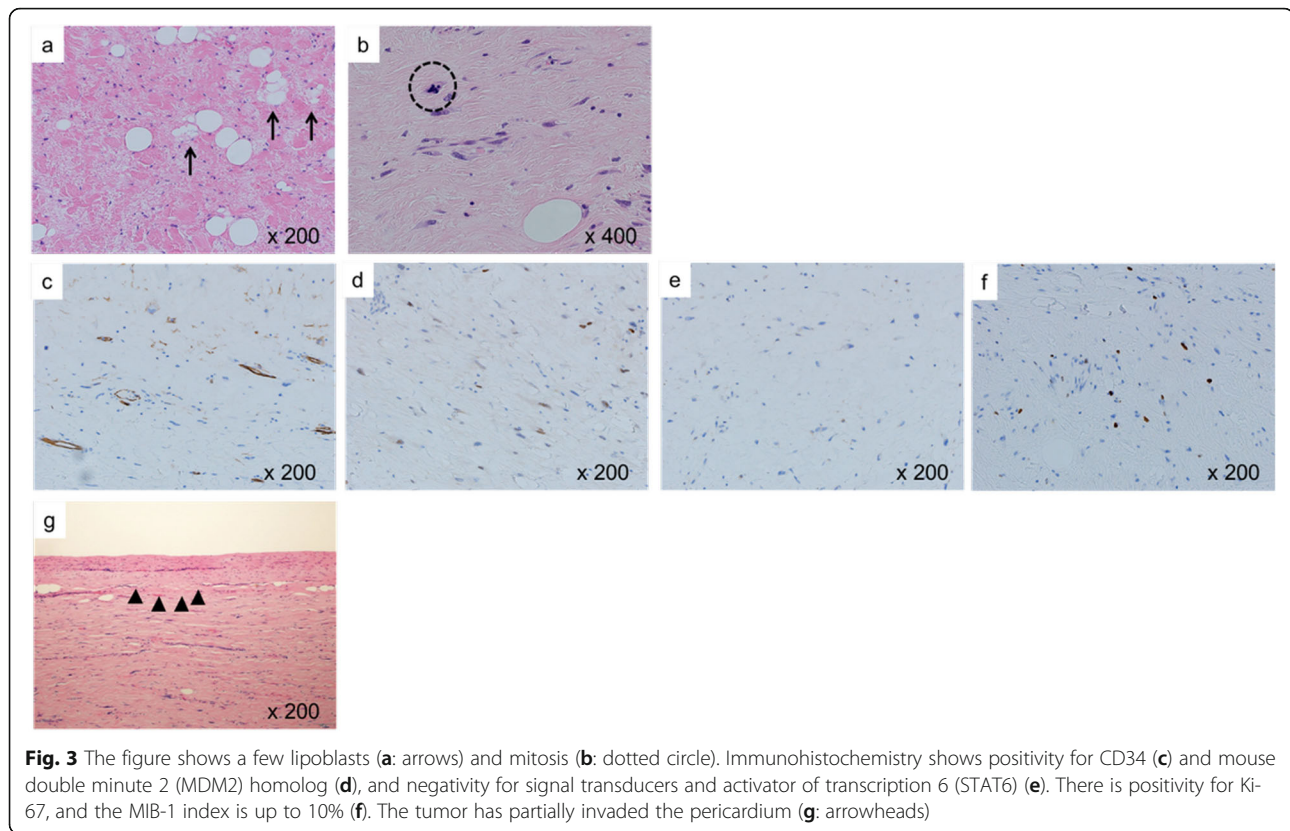 a
x 200
b
x 400
c
x 200
d
x 200
e
x 200
f
x 200
g
x 200
Fig. 3 The figure shows a few lipoblasts (a: arrows) and mitosis (b: dotted circle). Immunohistochemistry shows positivity for CD34 (c) and mouse
double minute 2 (MDM2) homolog (d), and negativity for signal transducers and activator of transcription 6 (STAT6) (e). There is positivity for Ki-
67, and the MIB-1 index is up to 10% (f). The tumor has partially invaded the pericardium (g: arrowheads)